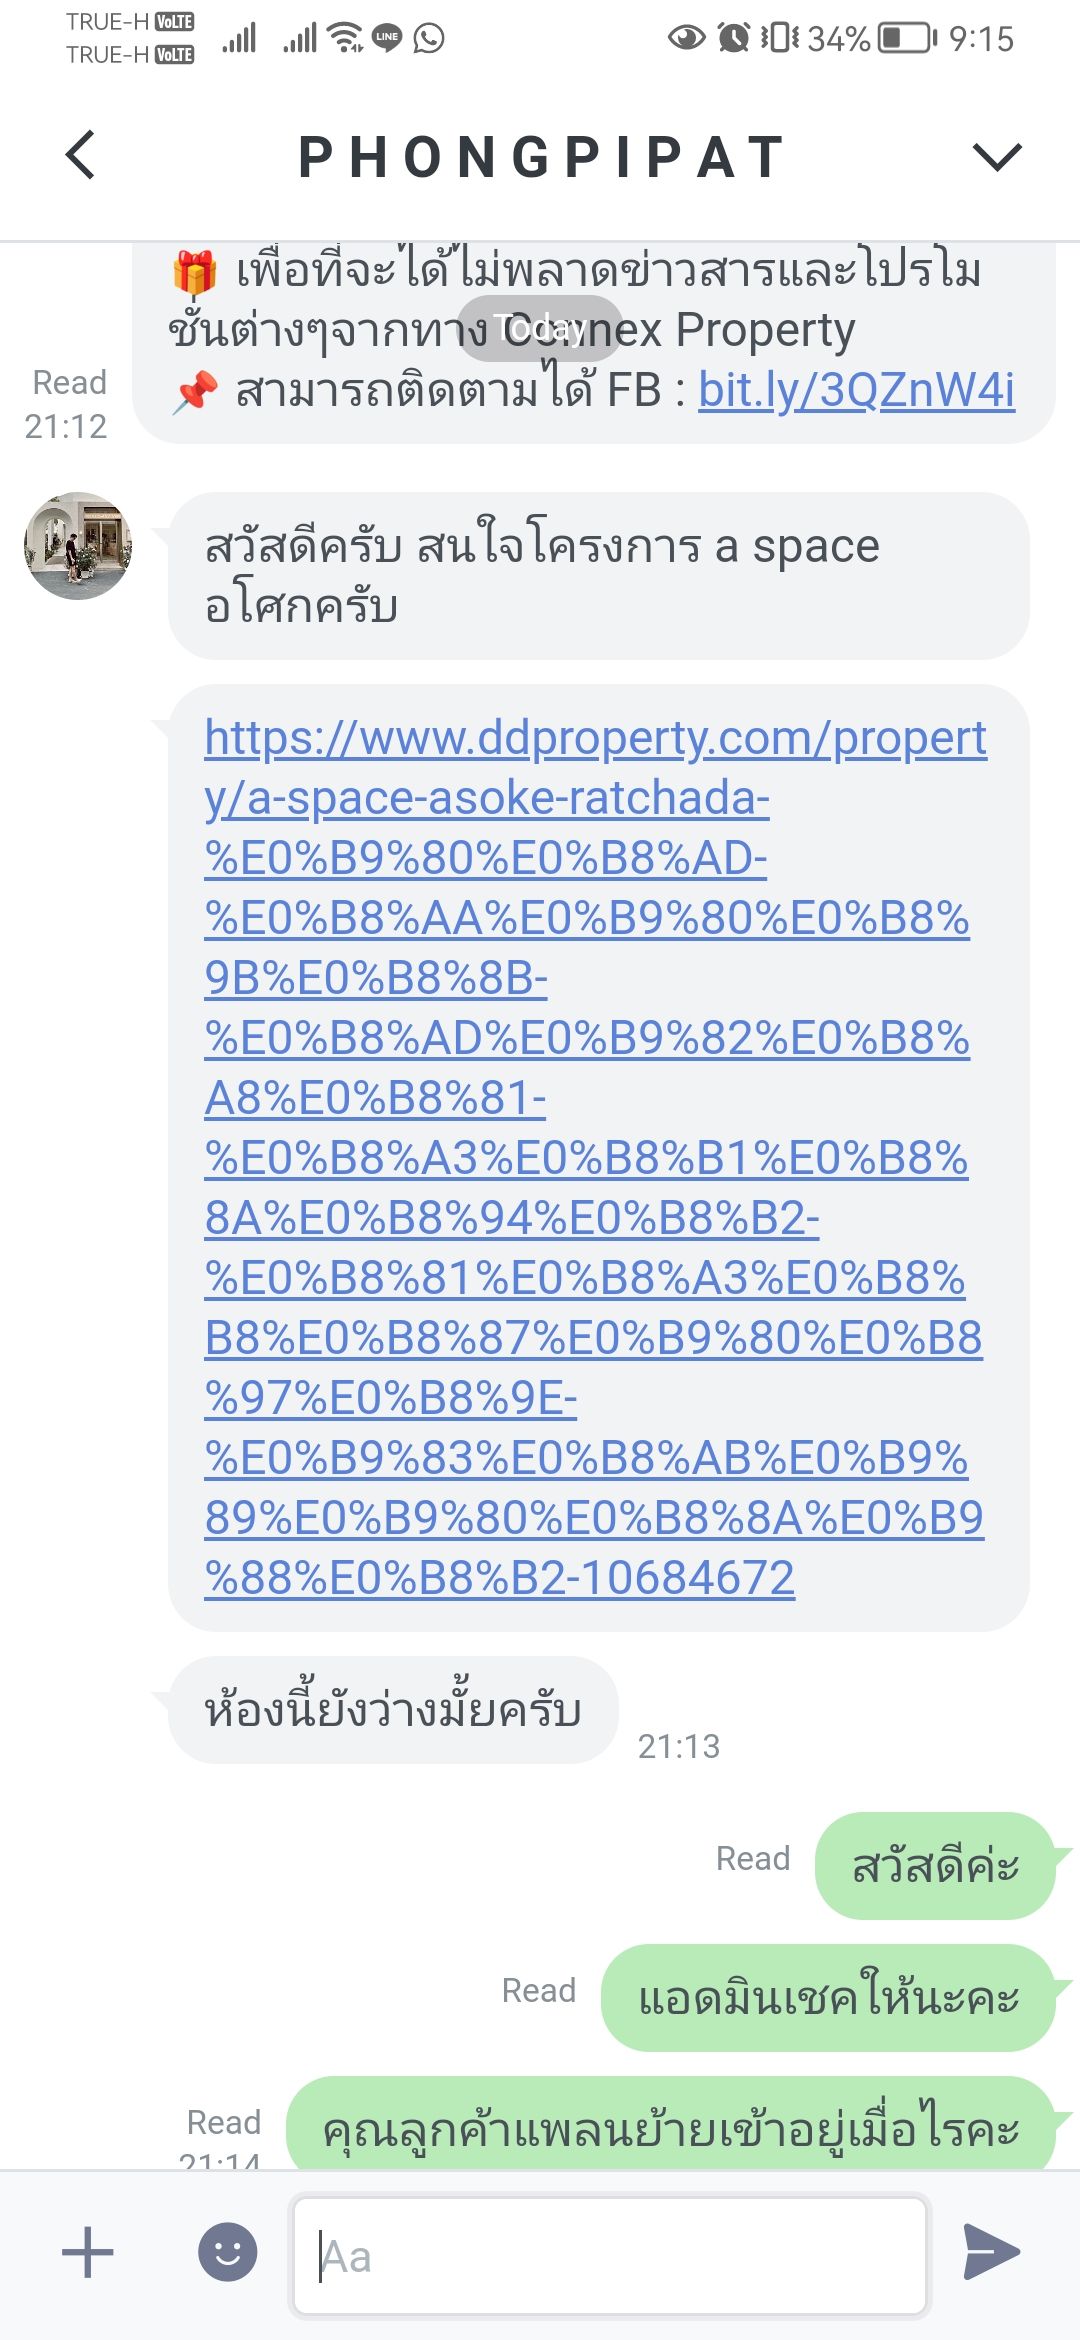 TRUE-H VoLTE
TRUE-H VoLTE
LINE
34% 9:15
PHONGPIPAT
🎁 เพื่อที่จะได้ไม่พลาดข่าวสารและโปรโม
ชั่นต่างๆจากทาง Connex Property
Today
📌 สามารถติดตามได้ FB : bit.ly/3QZnW4i
Read
21:12
สวัสดีครับ สนใจโครงการ a space
อโศกครับ
https://www.ddproperty.com/propert
y/a-space-asoke-ratchada-
%E0%B9%80%E0%B8%AD-
%E0%B8%AA%E0%B9%80%E0%B8%
9B%E0%B8%8B-
%E0%B8%AD%E0%B9%82%E0%B8%
A8%E0%B8%81-
%E0%B8%A3%E0%B8%B1%E0%B8%
8A%E0%B8%94%E0%B8%B2-
%E0%B8%81%E0%B8%A3%E0%B8%
B8%E0%B8%87%E0%B9%80%E0%B8
%97%E0%B8%9E-
%E0%B9%83%E0%B8%AB%E0%B9%
89%E0%B9%80%E0%B8%8A%E0%B9
%88%E0%B8%B2-10684672
ห้องนี้ยังว่างมั้ยครับ
21:13
Read
สวัสดีค่ะ
Read
แอดมินเชคให้นะคะ
Read
21:14
คุณลูกค้าแพลนย้ายเข้าอยู่เมื่อไรคะ
Aa